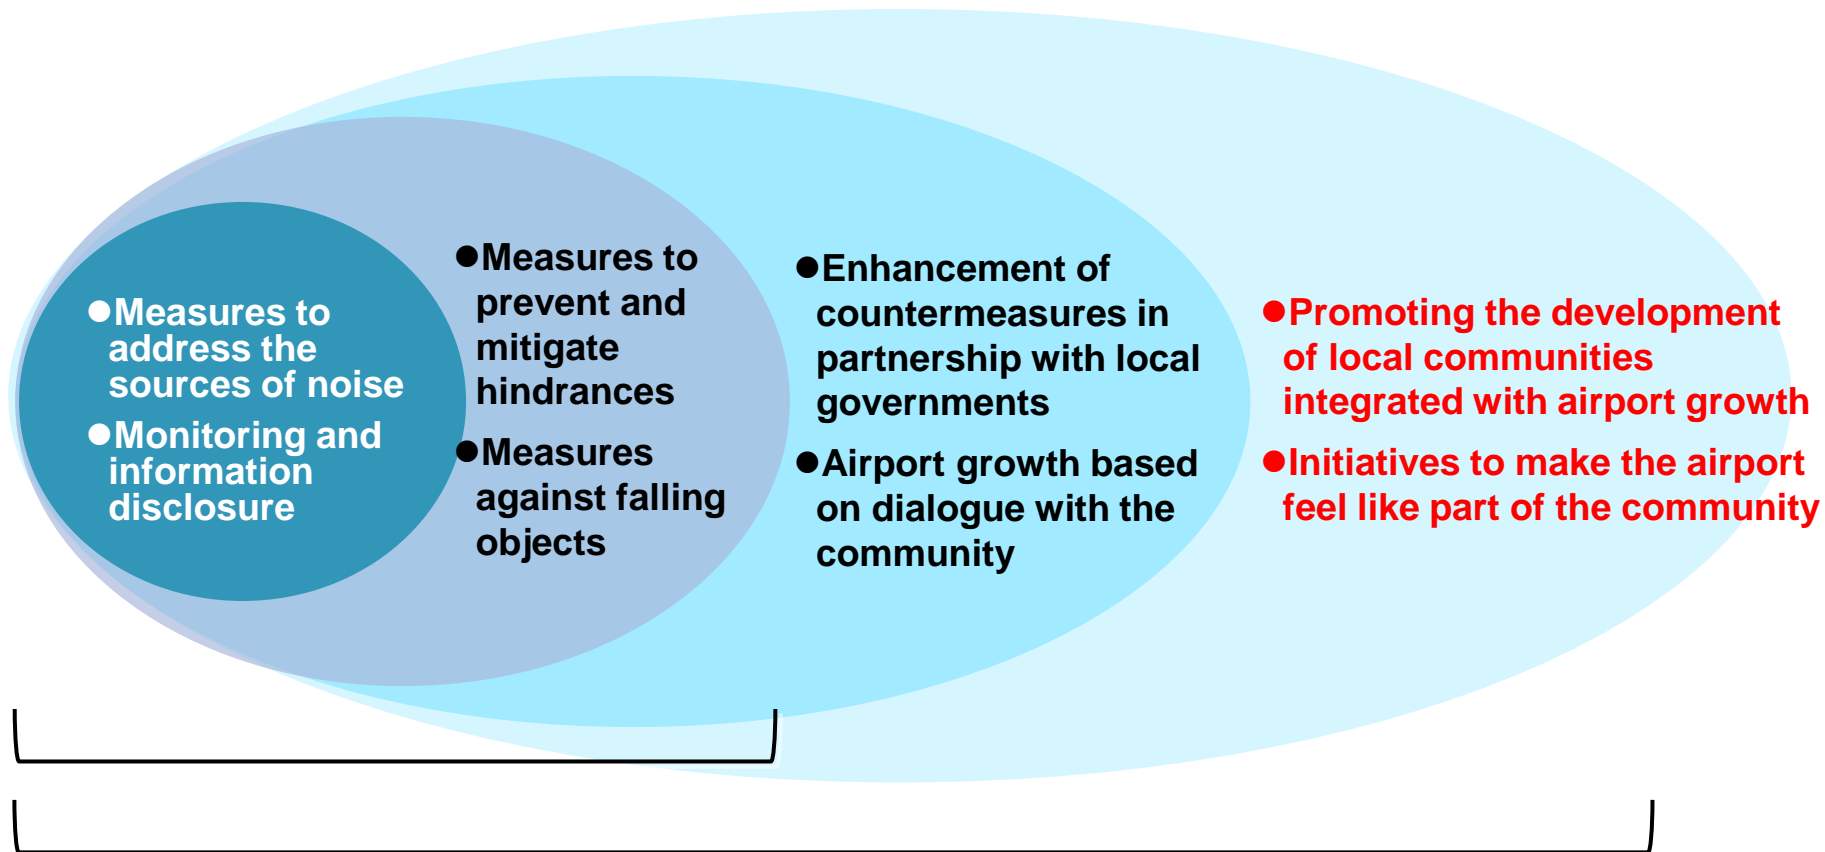 ●Measures to
address the
sources of noise
●Monitoring and
information
disclosure
●Measures to
prevent and
mitigate
hindrances
●Measures
against falling
objects
●Enhancement of
countermeasures in
partnership with local
governments
●Airport growth based
on dialogue with the
community
●Promoting the development
of local communities
integrated with airport growth
●Initiatives to make the airport
feel like part of the community